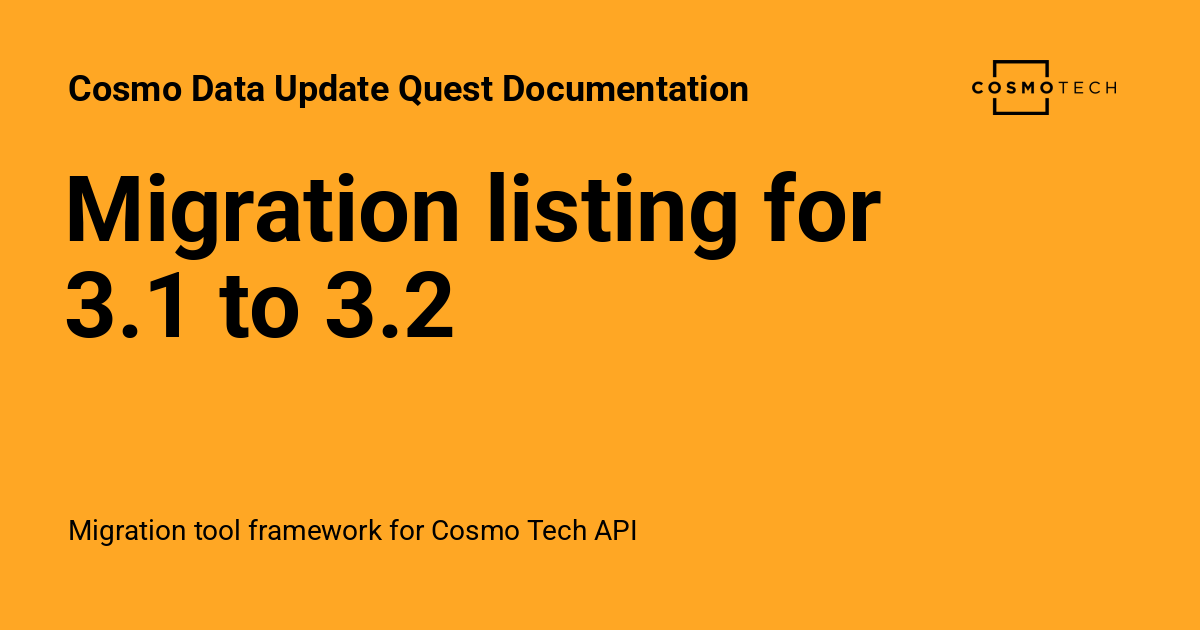 Cosmo Data Update Quest Documentation
COSMOTECH
Migration listing for
3.1 to 3.2
Migration tool framework for Cosmo Tech API